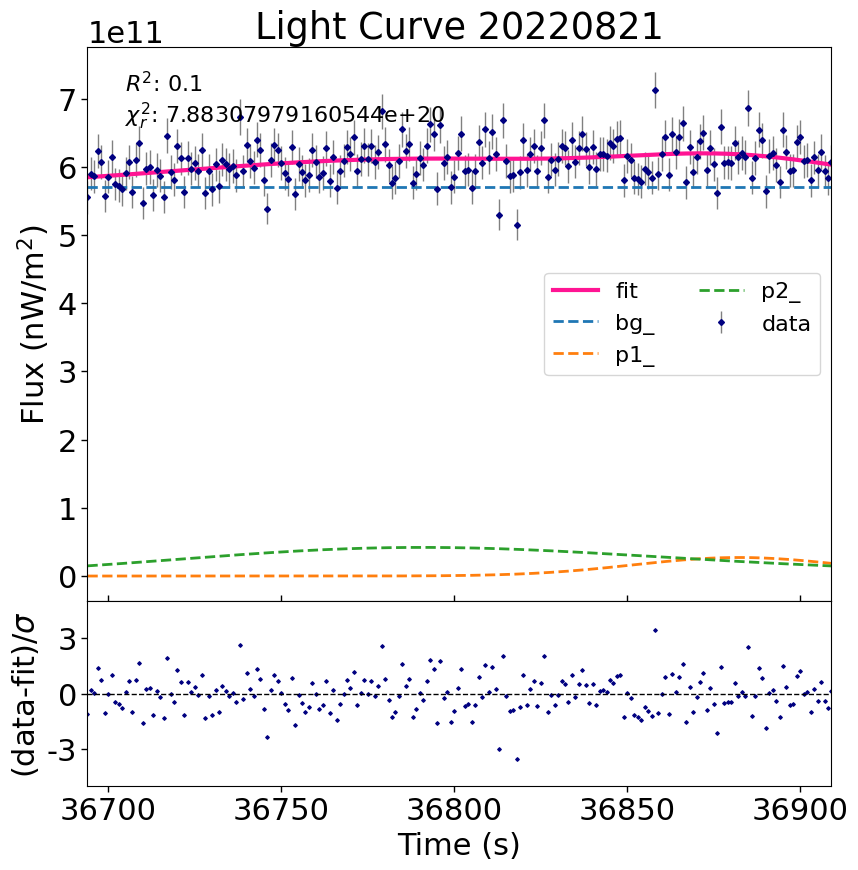 Light Curve 20220821
1e11
R²: 0.1
χ²ᵣ: 7.88307979160544e+20
7
6
5
4
3
2
1
0
Flux (nW/m²)
fit
bg_
p1_
p2_
data
3
0
-3
(data-fit)/σ
36700 36750 36800 36850 36900
Time (s)